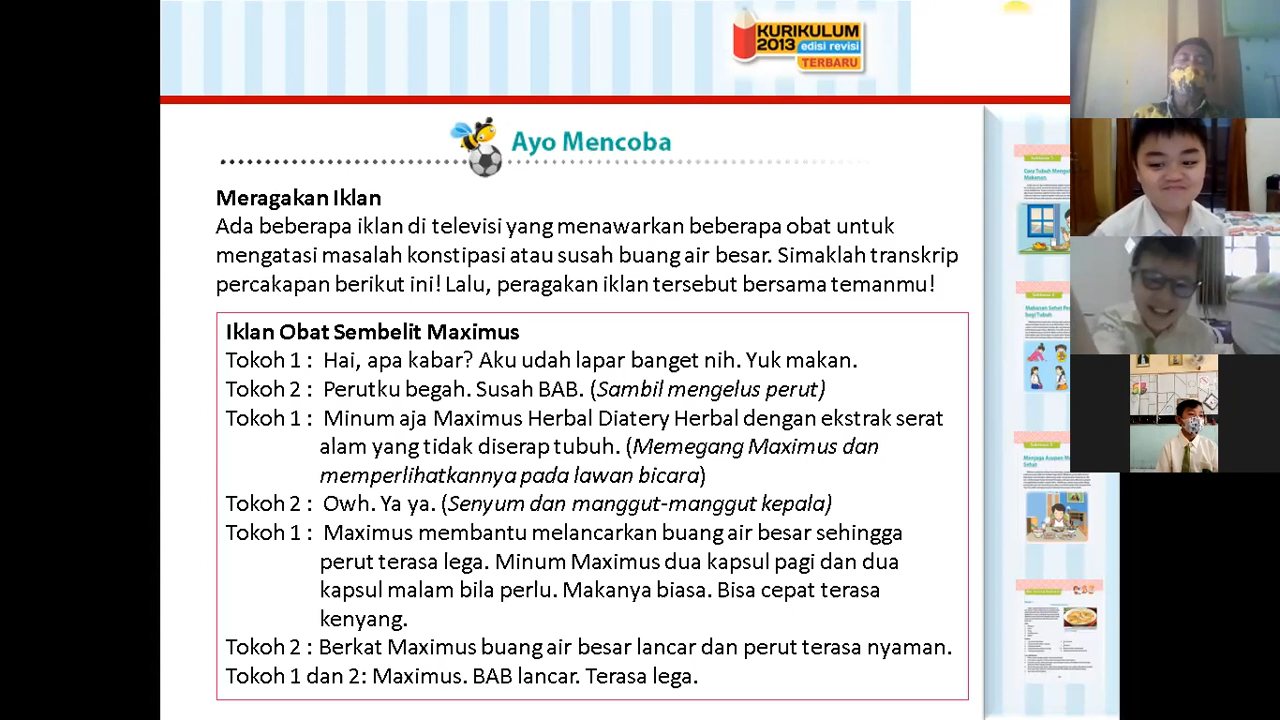 KURIKULUM
2013 edisi revisi
TERBARU
Ayo Mencoba
Meragakan Iklan
Ada beberapa iklan di televisi yang menawarkan beberapa obat untuk
mengatasi masalah konstipasi atau susah buang air besar. Simaklah transkrip
percakapan berikut ini! Lalu, peragakan iklan tersebut bersama temanmu!
Iklan Obat Sembelit Maximus
Tokoh 1 : Hai, apa kabar? Aku udah lapar banget nih. Yuk makan.
Tokoh 2 : Perutku begah. Susah BAB. (Sambil mengelus perut)
Tokoh 1 : Minum aja Maximus Herbal Diatery Herbal dengan ekstrak serat
alam yang tidak diserap tubuh. (Memegang Maximus dan
memperlihatkannya pada lawan bicara)
Tokoh 2 : Owh. Ya ya. (Senyum dan manggut-manggut kepala)
Tokoh 1 : Maximus membantu melancarkan buang air besar sehingga
perut terasa lega. Minum Maximus dua kapsul pagi dan dua
kapsul malam bila perlu. Makanya biasa. Bisa cepat terasa
kenyang.
Tokoh 2 : Berkat Maximus buang air besar lancar dan perut terasa nyaman.
Tokoh 1 dan : Maximus. BAB lancar. Terasa lega.
Makanan
Sehat